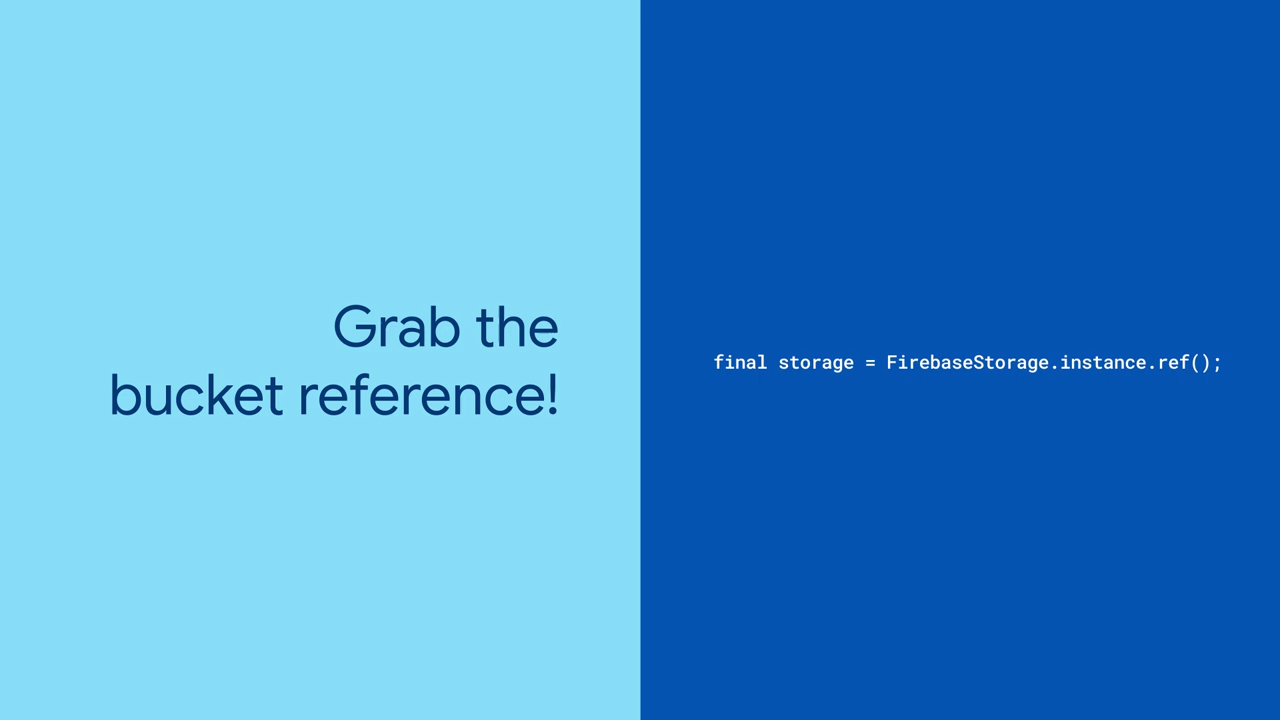 Grab the
bucket reference!
final storage = FirebaseStorage.instance.ref();